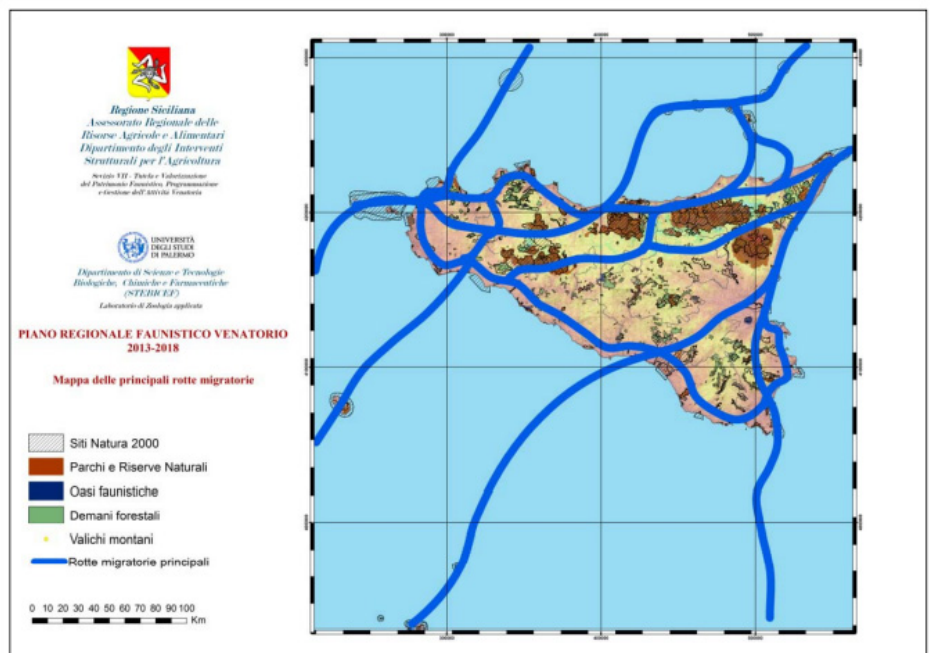 Regione Siciliana
Assessorato Regionale delle
Risorse Agricole e Alimentari
Dipartimento degli Interventi
Strutturali per l'Agricoltura
Servizio VII - Tutela e Valorizzazione
del Patrimonio Faunistico, Programmazione
e Gestione dell'Attività Venatoria
UNIVERSITÀ
DEGLI STUDI
DI PALERMO
Dipartimento di Scienze e Tecnologie
Biologiche, Chimiche e Farmaceutiche
(STEBICEF)
Laboratorio di Zoologia applicata
PIANO REGIONALE FAUNISTICO VENATORIO
2013-2018
Mappa delle principali rotte migratorie
Siti Natura 2000
Parchi e Riserve Naturali
Oasi faunistiche
Demani forestali
Valichi montani
Rotte migratorie principali
0 10 20 30 40 50 60 70 80 90 100
Km